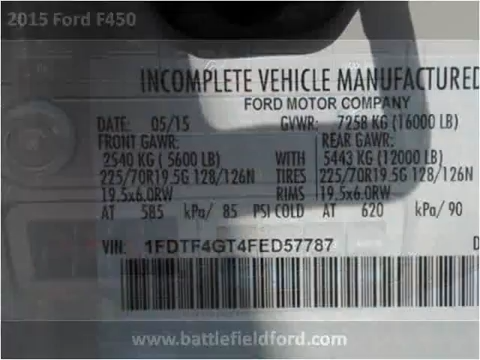 2015 Ford F450
INCOMPLETE VEHICLE MANUFACTURED
FORD MOTOR COMPANY
DATE: 05/15 GVWR: 7258 KG (16000 LB)
FRONT GAWR: REAR GAWR:
2540 KG ( 5600 LB) WITH 5443 KG (12000 LB)
225/70R19.5G 128/126N TIRES 225/70R19.5G 128/126N
19.5x6.0RW RIMS 19.5x6.0RW
AT 585 kPa/ 85 PSI COLD AT 620 kPa/ 90
VIN: 1FDTF4GT4FED57787
www.battlefieldford.com